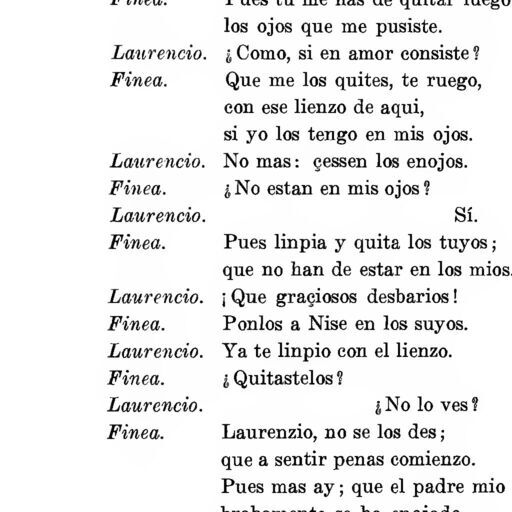 Finea. Pues tu me has de quitar luego
los ojos que me pusiste.
Laurencio. ¿Como, si en amor consiste?
Finea. Que me los quites, te ruego,
con ese lienzo de aqui,
si yo los tengo en mis ojos.
Laurencio. No mas: çessen los enojos.
Finea. ¿No estan en mis ojos?
Laurencio. Sí.
Finea. Pues linpia y quita los tuyos;
que no han de estar en los mios.
Laurencio. ¡Que graçiosos desbarios!
Finea. Ponlos a Nise en los suyos.
Laurencio. Ya te linpio con el lienzo.
Finea. ¿Quitastelos?
Laurencio. ¿No lo ves?
Finea. Laurenzio, no se los des;
que a sentir penas comienzo.
Pues mas ay; que el padre mio